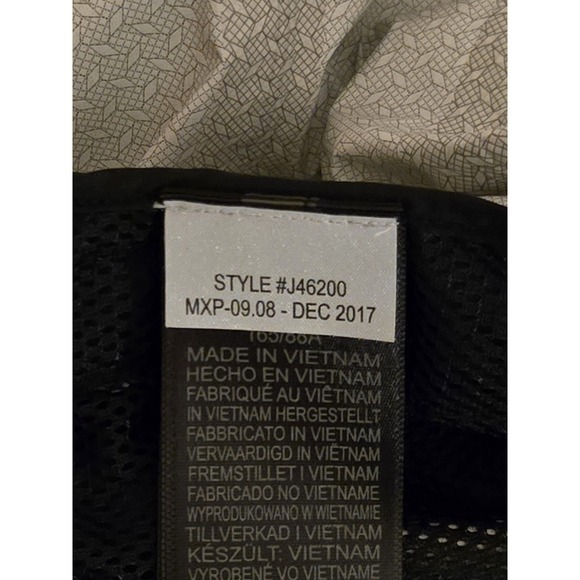 STYLE #J46200
MXP-09.08 - DEC 2017
165/88A
MADE IN VIETNAM
HECHO EN VIETNAM
FABRIQUÉ AU VIÊTNAM
IN VIETNAM HERGESTELLT
FABBRICATO IN VIETNAM
VERVAARDIGD IN VIËTNAM
FREMSTILLET I VIETNAM
FABRICADO NO VIETNAME
WYPRODUKOWANO W WIETNAMIE
TILLVERKAD I VIETNAM
KÉSZÜLT: VIETNAM
VYROBENÉ VO VIETNAME